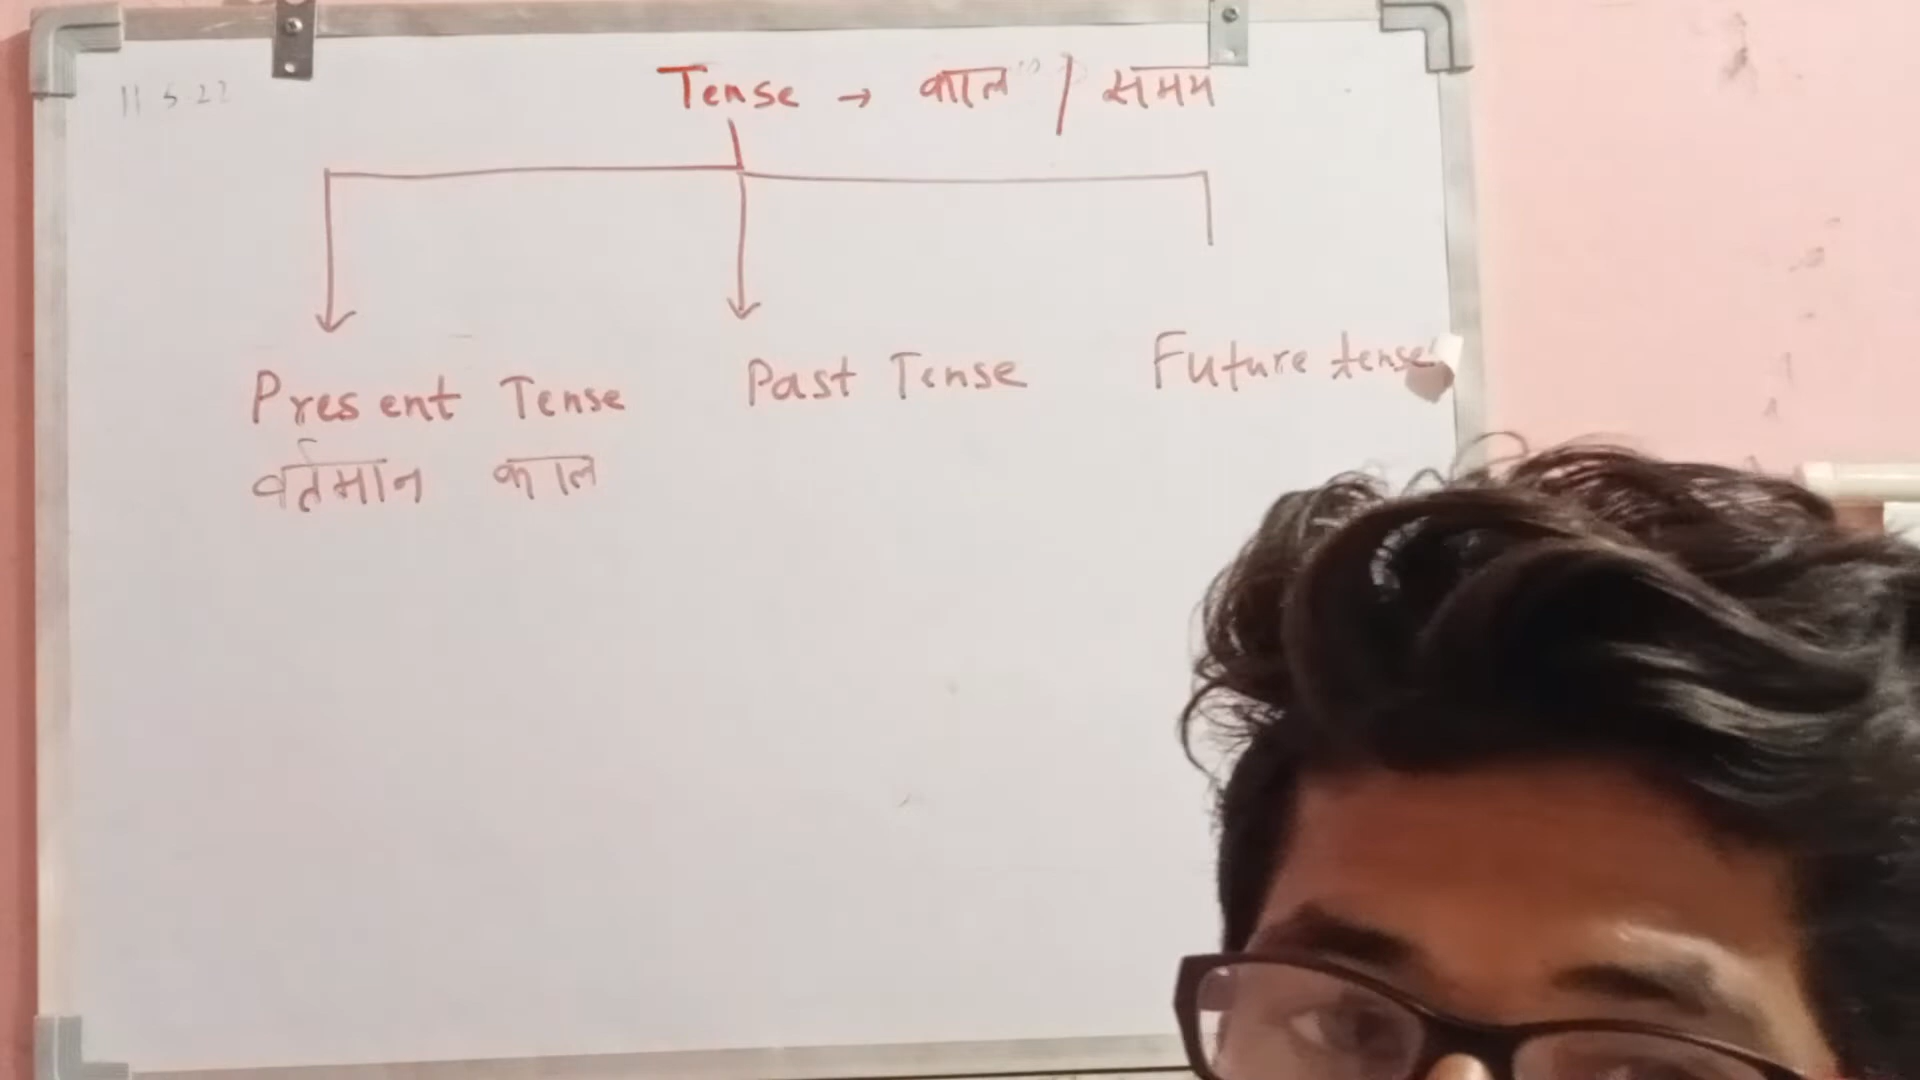 11 5.22
Tense → काल / समय
Present Tense Past Tense Future tense
वर्तमान काल